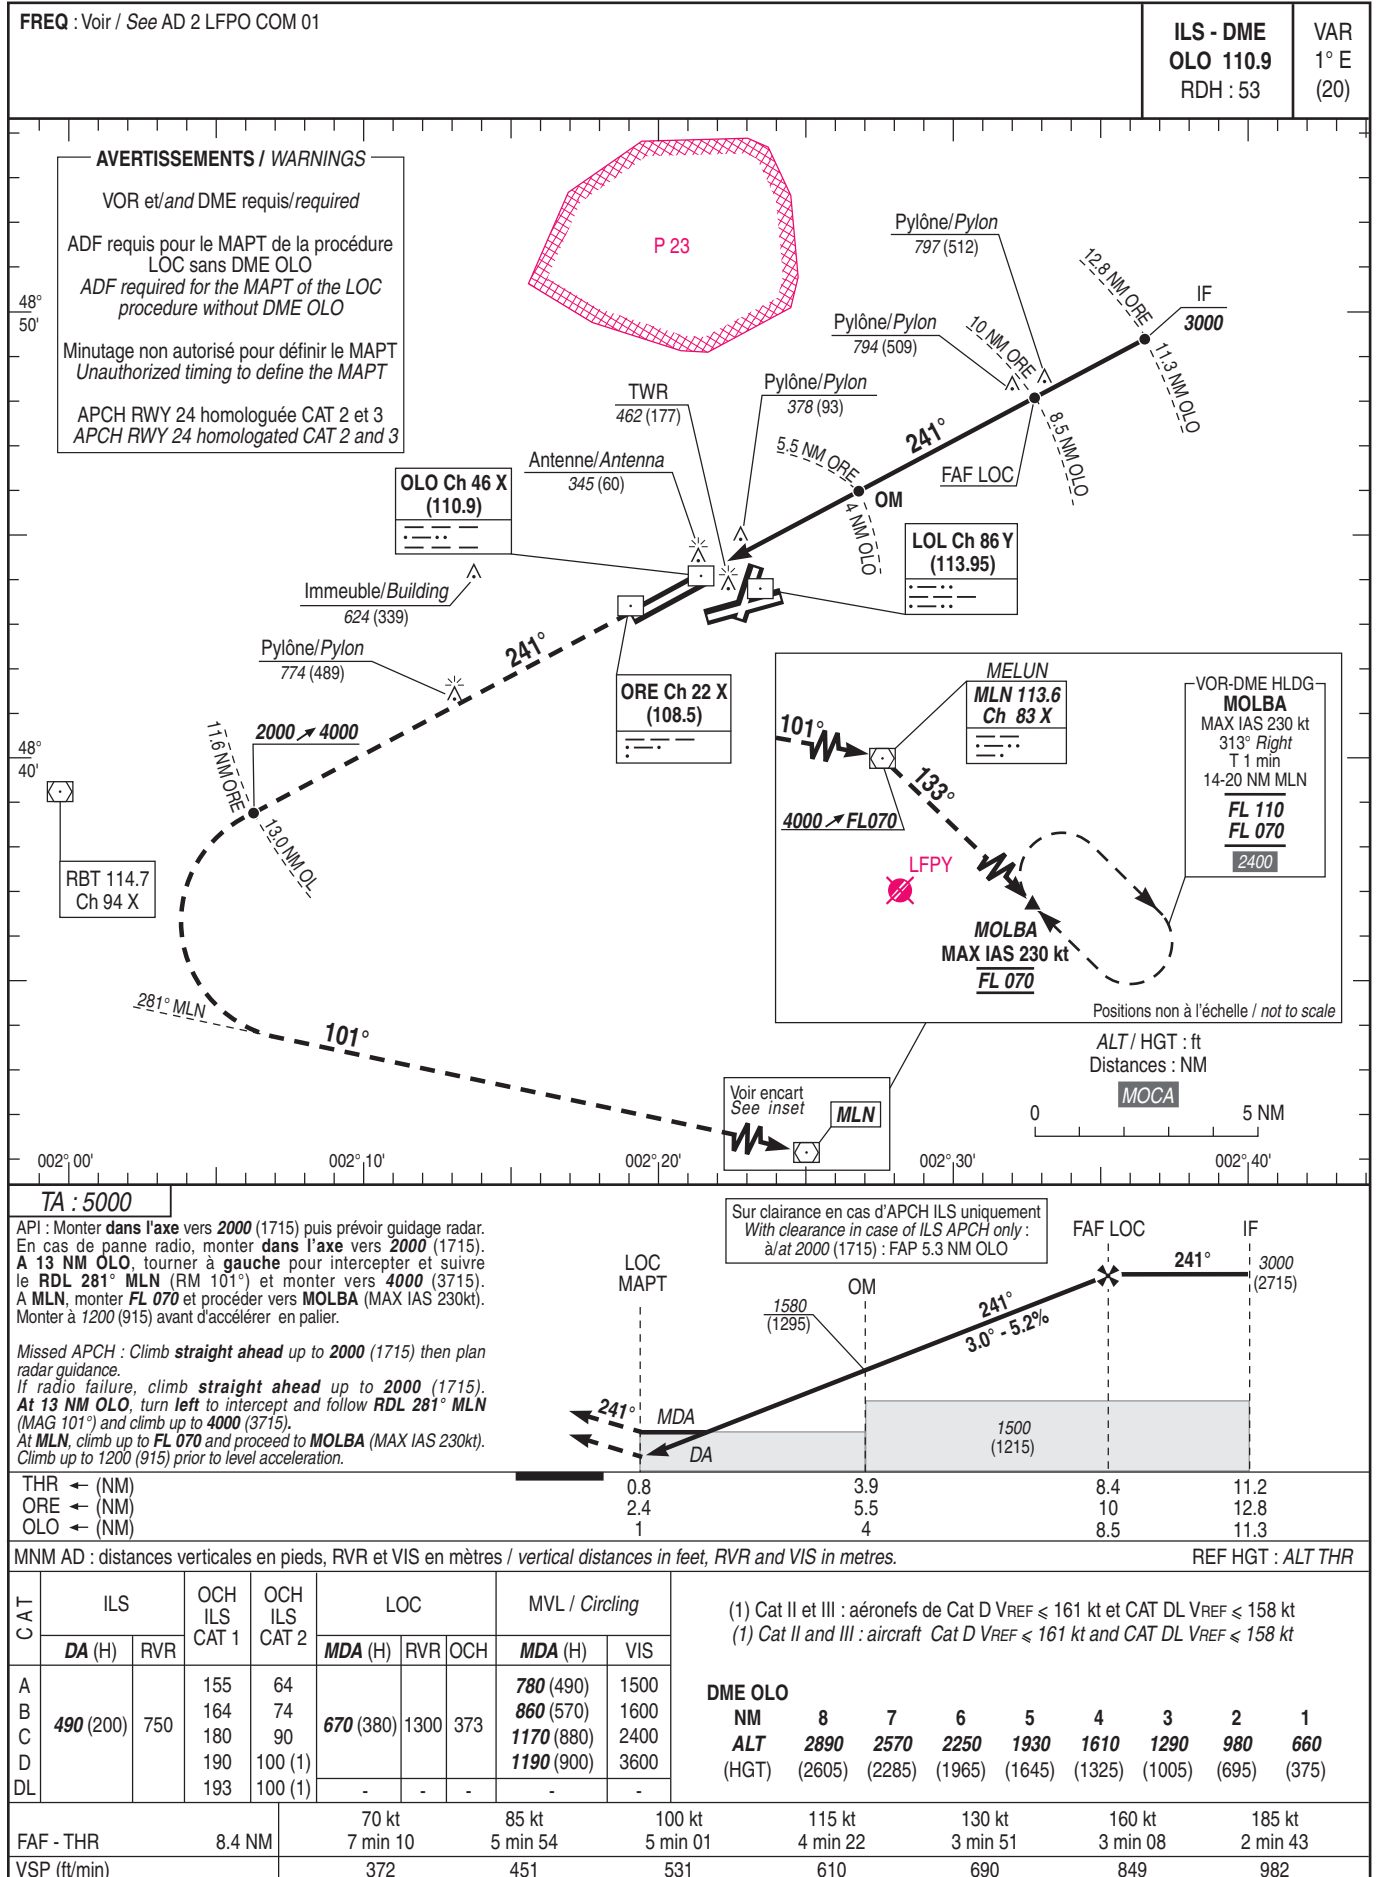 FREQ : Voir / See AD 2 LFPO COM 01
ILS - DME
OLO 110.9
RDH : 53
VAR
1° E
(20)
AVERTISSEMENTS / WARNINGS
VOR et/and DME requis/required
ADF requis pour le MAPT de la procédure
LOC sans DME OLO
ADF required for the MAPT of the LOC
procedure without DME OLO
Minutage non autorisé pour définir le MAPT
Unauthorized timing to define the MAPT
APCH RWY 24 homologuée CAT 2 et 3
APCH RWY 24 homologated CAT 2 and 3
P 23
Pylône/Pylon
797 (512)
12.8 NM ORE
IF
3000
11.3 NM OLO
48°
50'
Pylône/Pylon
794 (509)
10 NM ORE
8.5 NM OLO
TWR
462 (177)
Pylône/Pylon
378 (93)
241°
5.5 NM ORE
FAF LOC
OM
4 NM OLO
Antenne/Antenna
345 (60)
OLO Ch 46 X
(110.9)
LOL Ch 86 Y
(113.95)
Immeuble/Building
624 (339)
Pylône/Pylon
774 (489)
241°
ORE Ch 22 X
(108.5)
2000 ➚ 4000
11.6 NM ORE
13.0 NM OL
48°
40'
RBT 114.7
Ch 94 X
281° MLN
101°
MELUN
MLN 113.6
Ch 83 X
101°
133°
4000 ➚ FL070
LFPY
MOLBA
MAX IAS 230 kt
FL 070
VOR-DME HLDG
MOLBA
MAX IAS 230 kt
313° Right
T 1 min
14-20 NM MLN
FL 110
FL 070
2400
Positions non à l'échelle / not to scale
ALT / HGT : ft
Distances : NM
MOCA
0 5 NM
Voir encart
See inset
MLN
002° 00' 002° 10' 002° 20' 002° 30' 002° 40'
TA : 5000
API : Monter dans l'axe vers 2000 (1715) puis prévoir guidage radar.
En cas de panne radio, monter dans l'axe vers 2000 (1715).
A 13 NM OLO, tourner à gauche pour intercepter et suivre
le RDL 281° MLN (RM 101°) et monter vers 4000 (3715).
A MLN, monter FL 070 et procéder vers MOLBA (MAX IAS 230kt).
Monter à 1200 (915) avant d'accélérer en palier.
Missed APCH : Climb straight ahead up to 2000 (1715) then plan
radar guidance.
If radio failure, climb straight ahead up to 2000 (1715).
At 13 NM OLO, turn left to intercept and follow RDL 281° MLN
(MAG 101°) and climb up to 4000 (3715).
At MLN, climb up to FL 070 and proceed to MOLBA (MAX IAS 230kt).
Climb up to 1200 (915) prior to level acceleration.
Sur clairance en cas d'APCH ILS uniquement
With clearance in case of ILS APCH only :
à/at 2000 (1715) : FAP 5.3 NM OLO
LOC
MAPT
OM
FAF LOC
IF
241°
3000
(2715)
1580
(1295)
241°
3.0° - 5.2%
241°
MDA
DA
1500
(1215)
THR ← (NM) 0.8 3.9 8.4 11.2
ORE ← (NM) 2.4 5.5 10 12.8
OLO ← (NM) 1 4 8.5 11.3
MNM AD : distances verticales en pieds, RVR et VIS en mètres / vertical distances in feet, RVR and VIS in metres. REF HGT : ALT THR
CAT ILS OCH ILS CAT 1 OCH ILS CAT 2 LOC MVL / Circling
DA (H) RVR MDA (H) RVR OCH MDA (H) VIS
A 155 64 780 (490) 1500
B 164 74 860 (570) 1600
490 (200) 750 670 (380) 1300 373
C 180 90 1170 (880) 2400
D 190 100 (1) 1190 (900) 3600
DL 193 100 (1) - - - - -
(1) Cat II et III : aéronefs de Cat D VREF ⩽ 161 kt et CAT DL VREF ⩽ 158 kt
(1) Cat II and III : aircraft Cat D VREF ⩽ 161 kt and CAT DL VREF ⩽ 158 kt
DME OLO
NM 8 7 6 5 4 3 2 1
ALT 2890 2570 2250 1930 1610 1290 980 660
(HGT) (2605) (2285) (1965) (1645) (1325) (1005) (695) (375)
70 kt 85 kt 100 kt 115 kt 130 kt 160 kt 185 kt
FAF - THR 8.4 NM 7 min 10 5 min 54 5 min 01 4 min 22 3 min 51 3 min 08 2 min 43
VSP (ft/min) 372 451 531 610 690 849 982